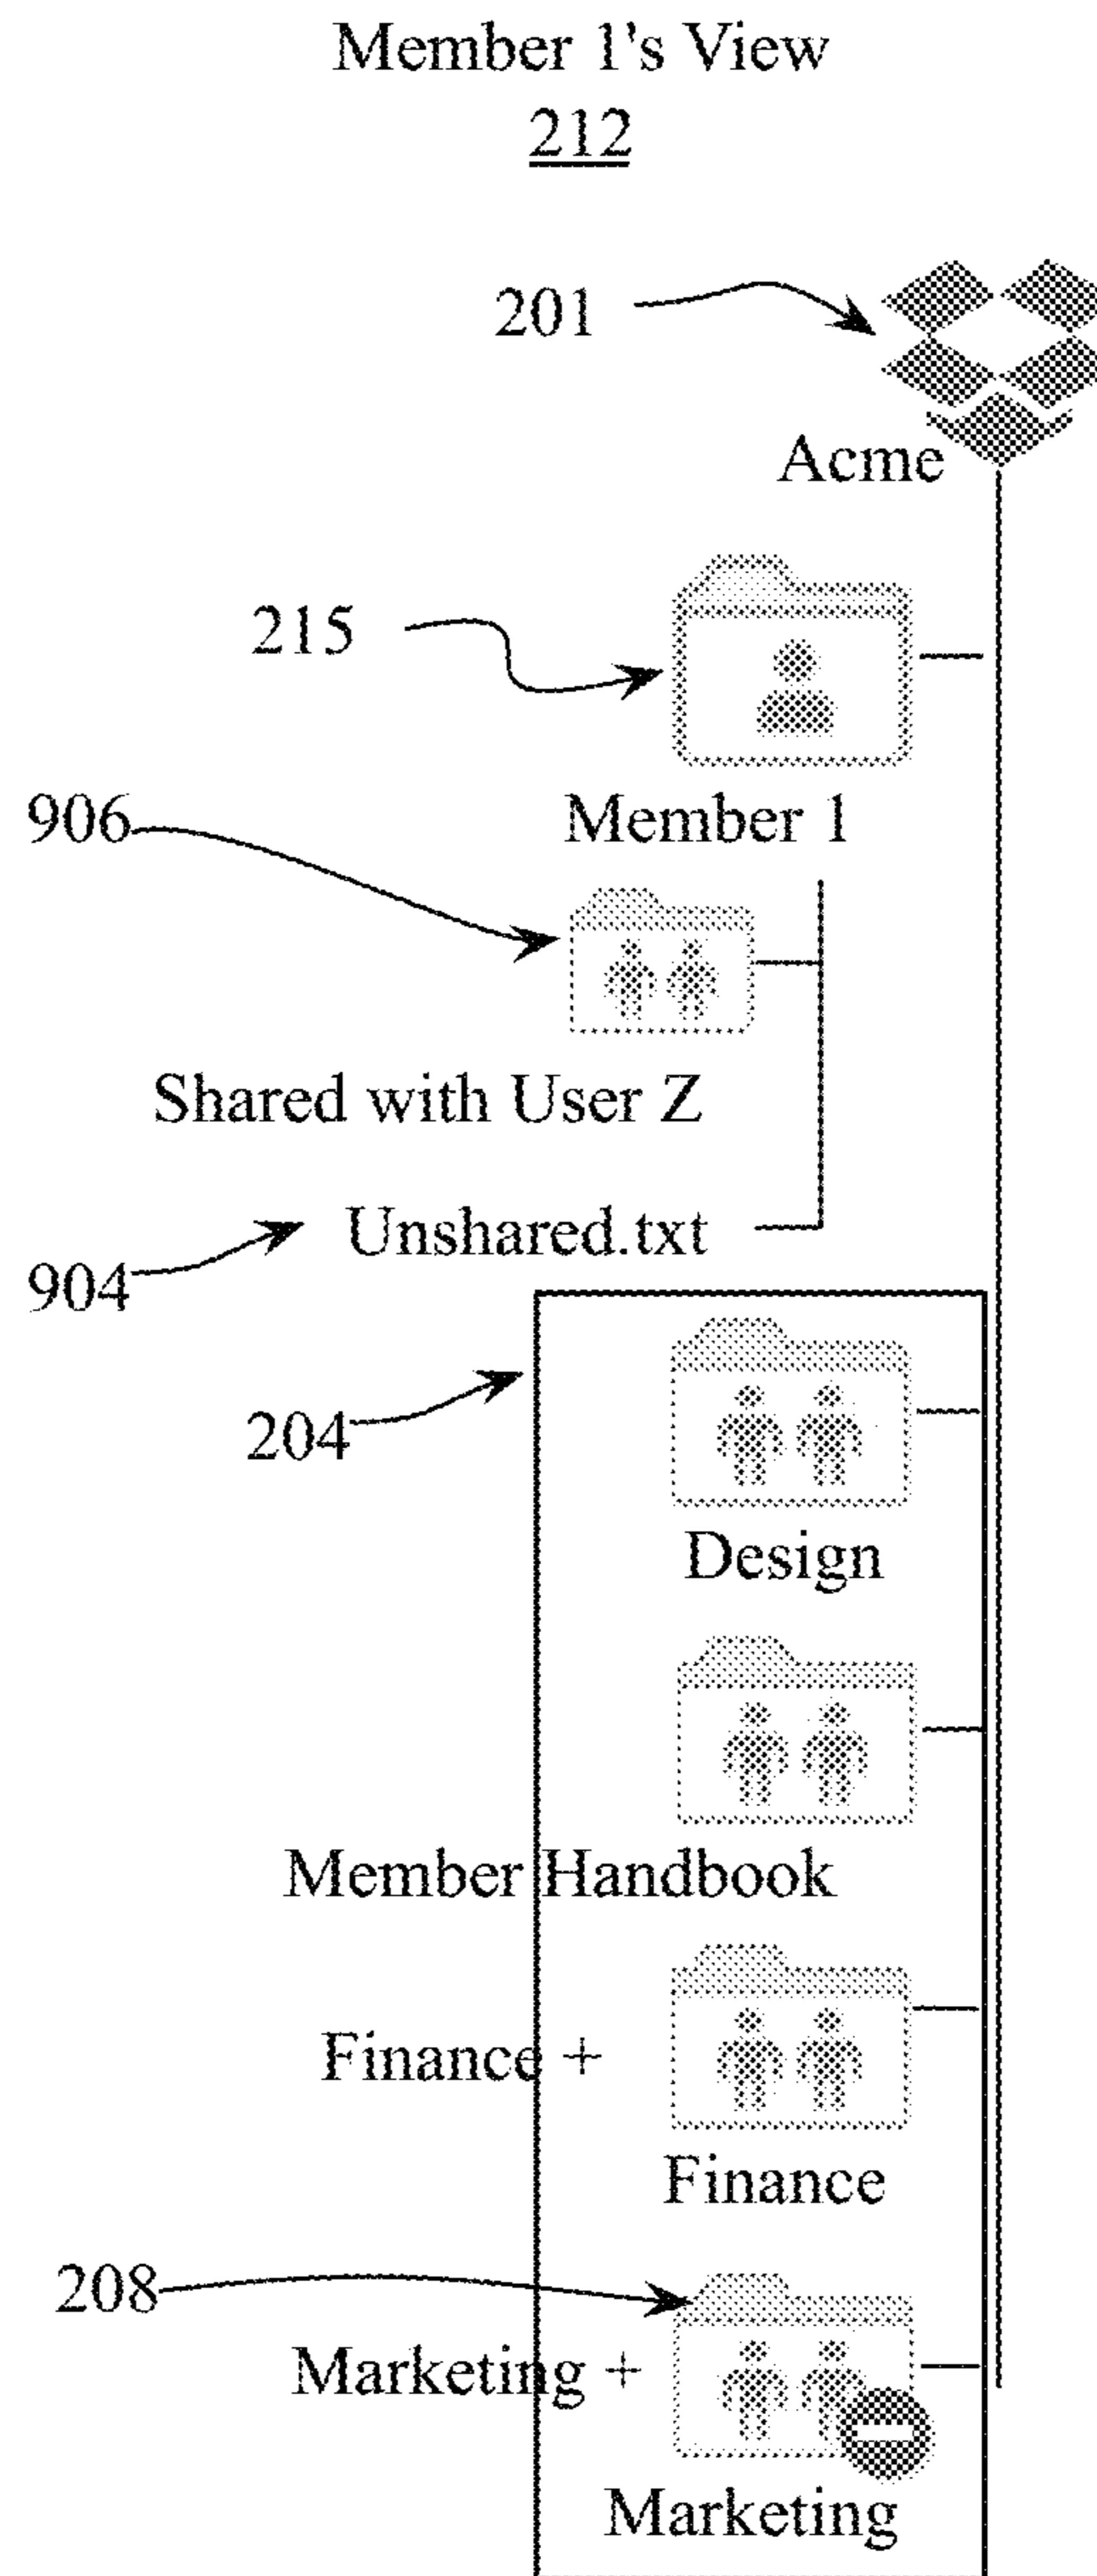 Member 1's View
212
201
Acme
215
Member 1
906
Shared with User Z
Unshared.txt
904
204
Design
Member Handbook
Finance +
Finance
208
Marketing +
Marketing